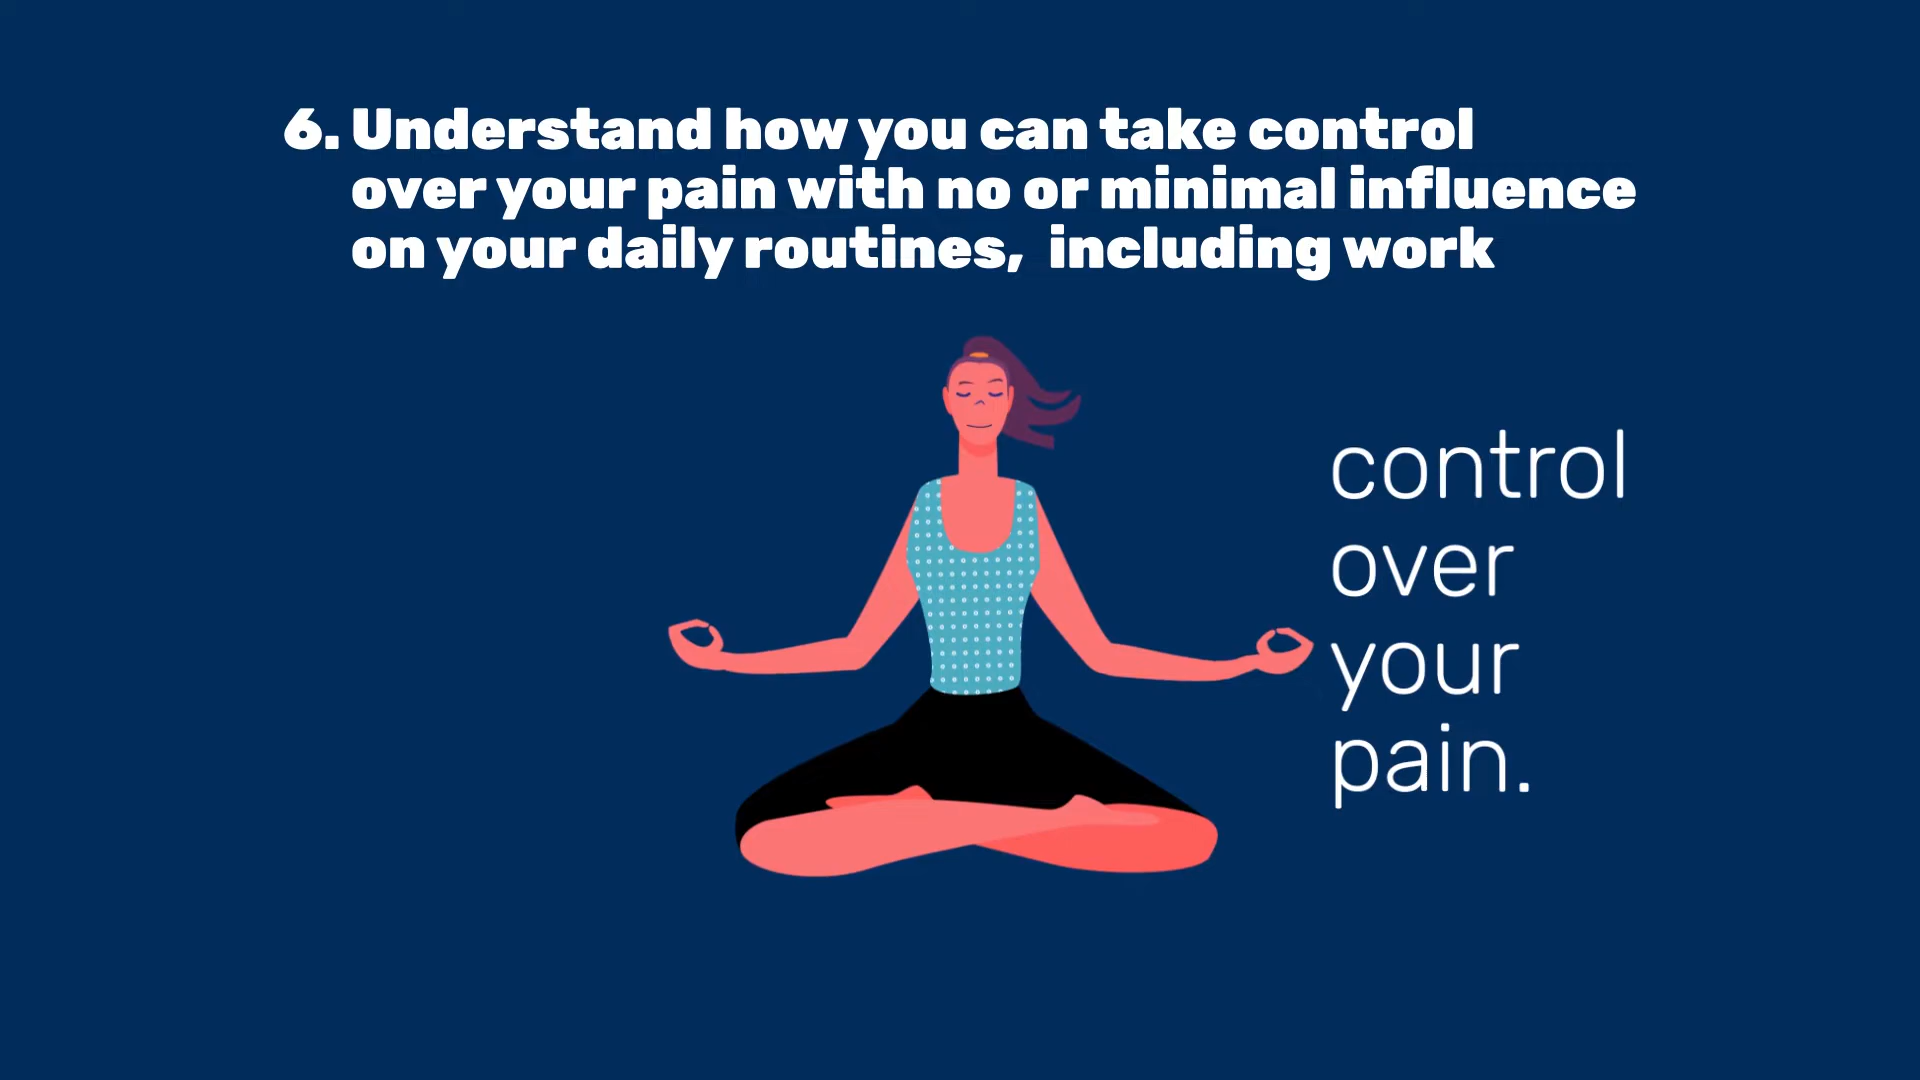 6. Understand how you can take control
over your pain with no or minimal influence
on your daily routines,  including work
control
over
your
pain.